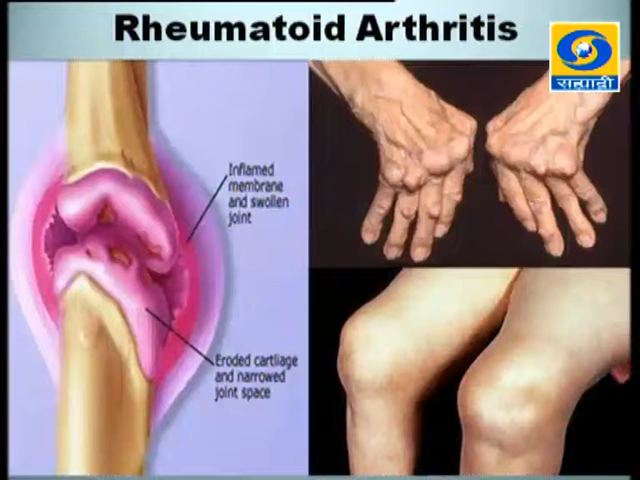 Rheumatoid Arthritis
सह्याद्री
Inflamed
membrane
and swollen
joint
Eroded cartilage
and narrowed
joint space